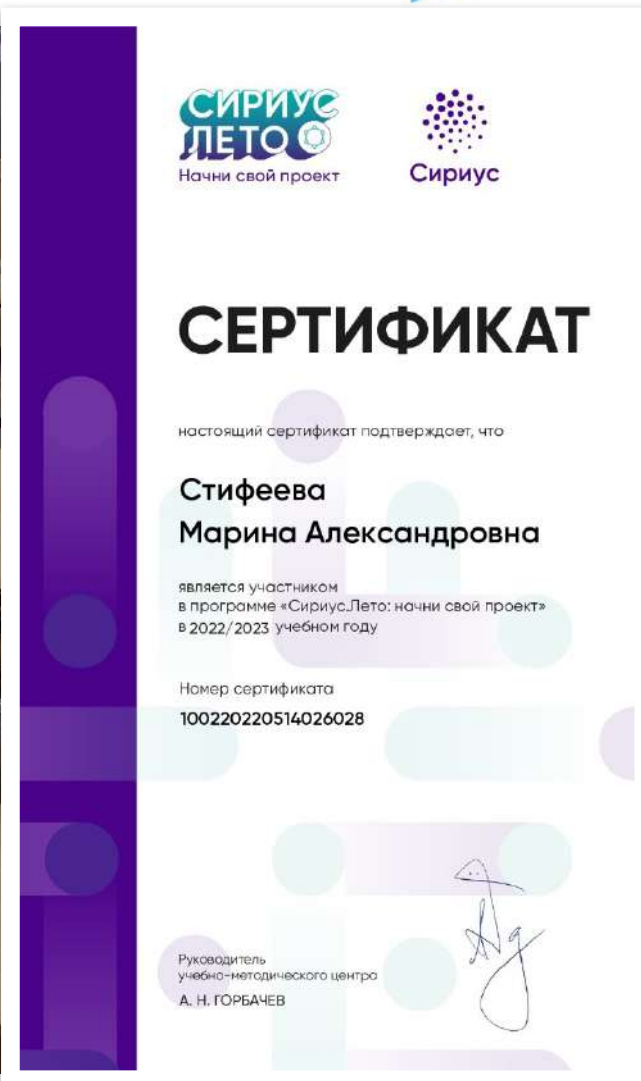 СИРИУС
ЛЕТО
Начни свой проект
Сириус
СЕРТИФИКАТ
настоящий сертификат подтверждает, что
Стифеева
Марина Александровна
является участником
в программе «Сириус.Лето: начни свой проект»
в 2022/2023 учебном году
Номер сертификата
100220220514026028
Руководитель
учебно-методического центра
А. Н. ГОРБАЧЕВ